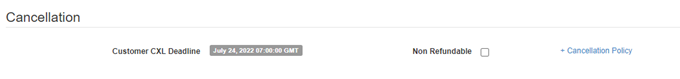 Cancellation
Customer CXL Deadline July 24, 2022 07:00:00 GMT Non Refundable + Cancellation Policy